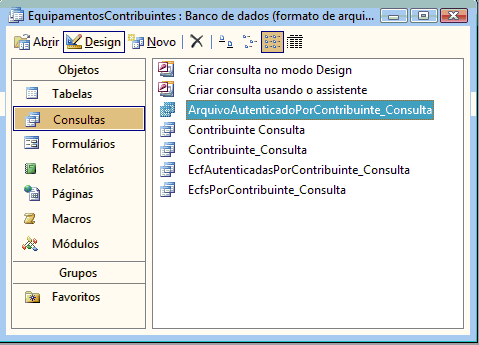 EquipamentosContribuintes : Banco de dados (formato de arqui...
Abrir Design Novo
Objetos
Tabelas
Consultas
Formulários
Relatórios
Páginas
Macros
Módulos
Grupos
Favoritos
Criar consulta no modo Design
Criar consulta usando o assistente
ArquivoAutenticadoPorContribuinte_Consulta
Contribuinte Consulta
Contribuinte_Consulta
EcfAutenticadasPorContribuinte_Consulta
EcfsPorContribuinte_Consulta